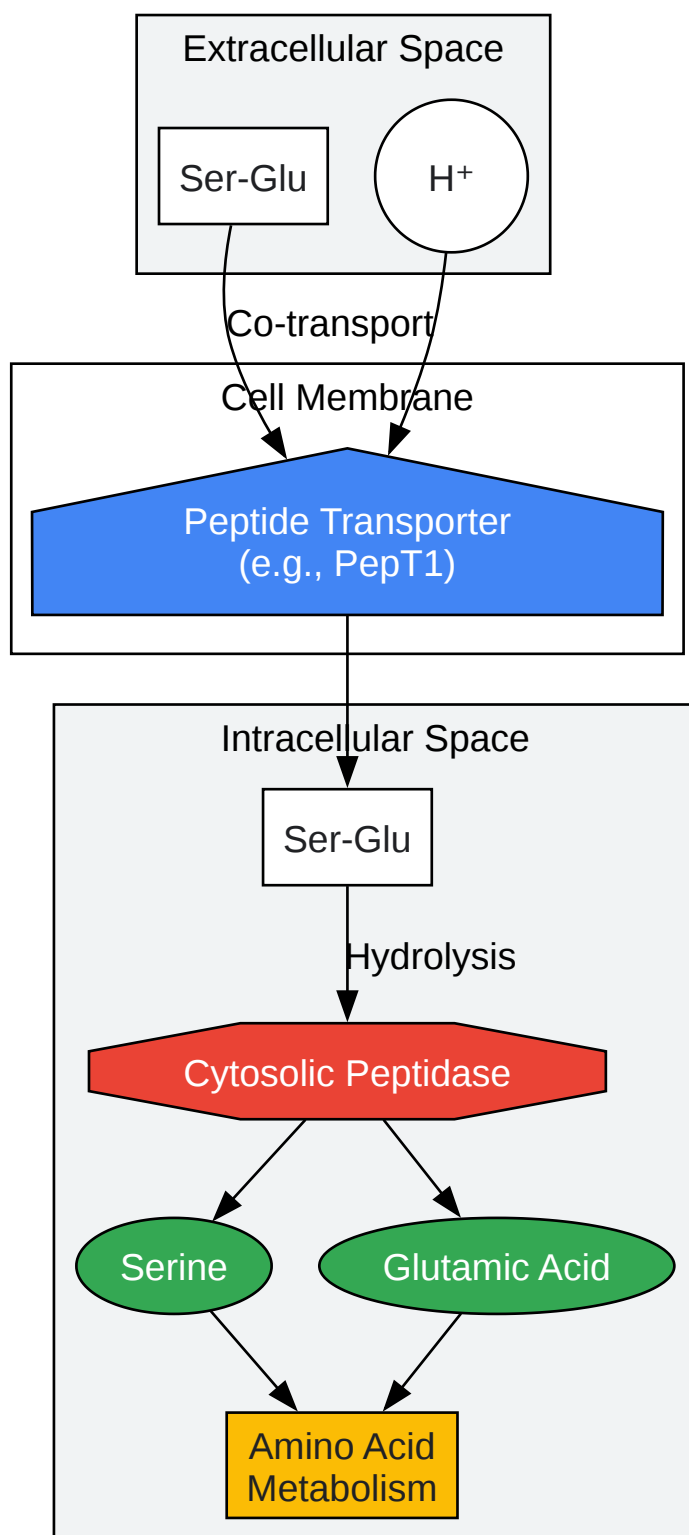 Extracellular Space
Ser-Glu
H⁺
Co-transport
Cell Membrane
Peptide Transporter
(e.g., PepT1)
Intracellular Space
Ser-Glu
Hydrolysis
Cytosolic Peptidase
Serine
Glutamic Acid
Amino Acid
Metabolism